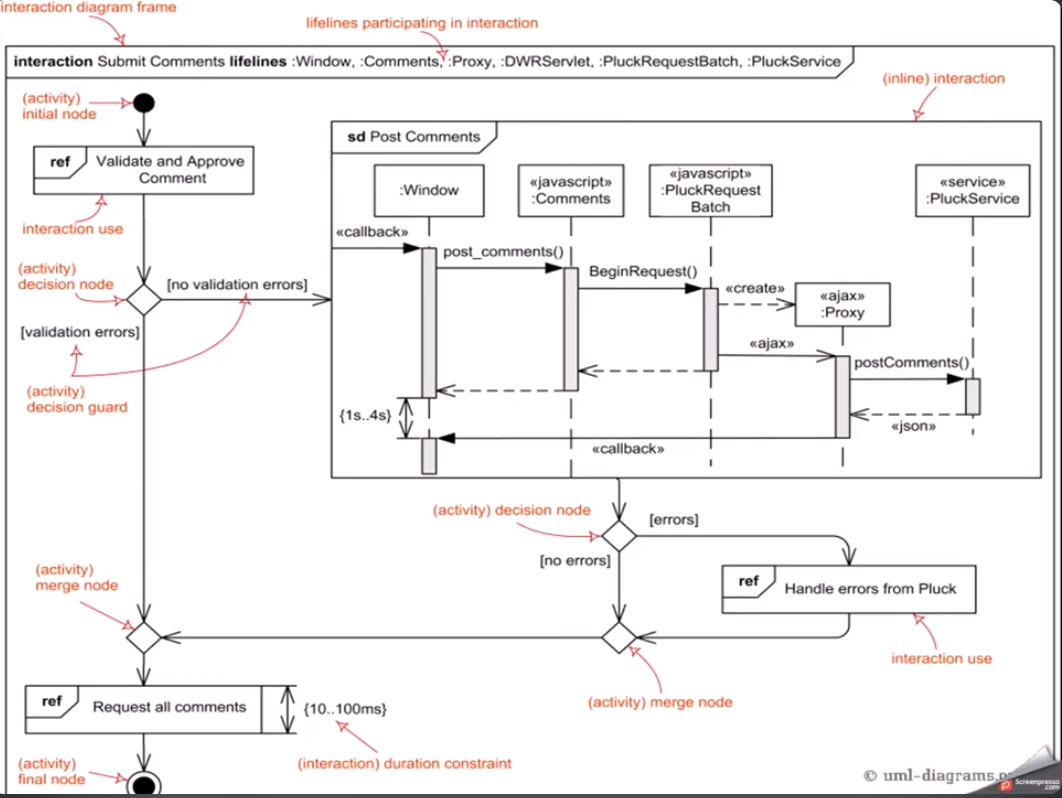 interaction diagram frame
lifelines participating in interaction
interaction Submit Comments lifelines :Window, :Comments, :Proxy, :DWRServlet, :PluckRequestBatch, :PluckService
(inline) interaction
(activity)
initial node
ref
Validate and Approve
Comment
interaction use
(activity)
decision node
[no validation errors]
[validation errors]
(activity)
decision guard
sd Post Comments
:Window
«javascript»
:Comments
«javascript»
:PluckRequest
Batch
«service»
:PluckService
«callback»
post_comments()
BeginRequest()
«create»
«ajax»
:Proxy
«ajax»
postComments()
{1s..4s}
«json»
«callback»
(activity) decision node
[errors]
[no errors]
ref
Handle errors from Pluck
interaction use
(activity)
merge node
(activity) merge node
ref
Request all comments
{10..100ms}
(interaction) duration constraint
(activity)
final node
© uml-diagrams.o
Screenpresso
.com